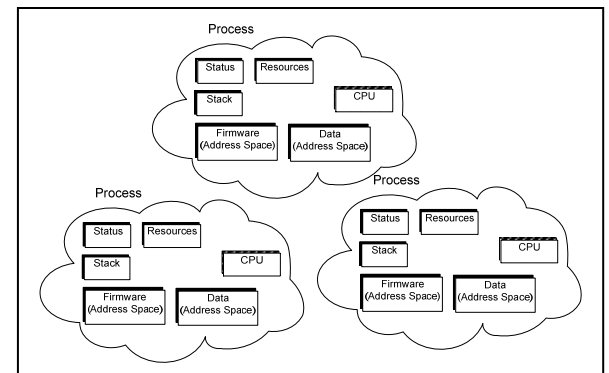 Process
Status Resources
Stack
CPU
Firmware
(Address Space)
Data
(Address Space)
Process
Status Resources
Stack
CPU
Firmware
(Address Space)
Data
(Address Space)
Process
Status Resources
Stack
CPU
Firmware
(Address Space)
Data
(Address Space)